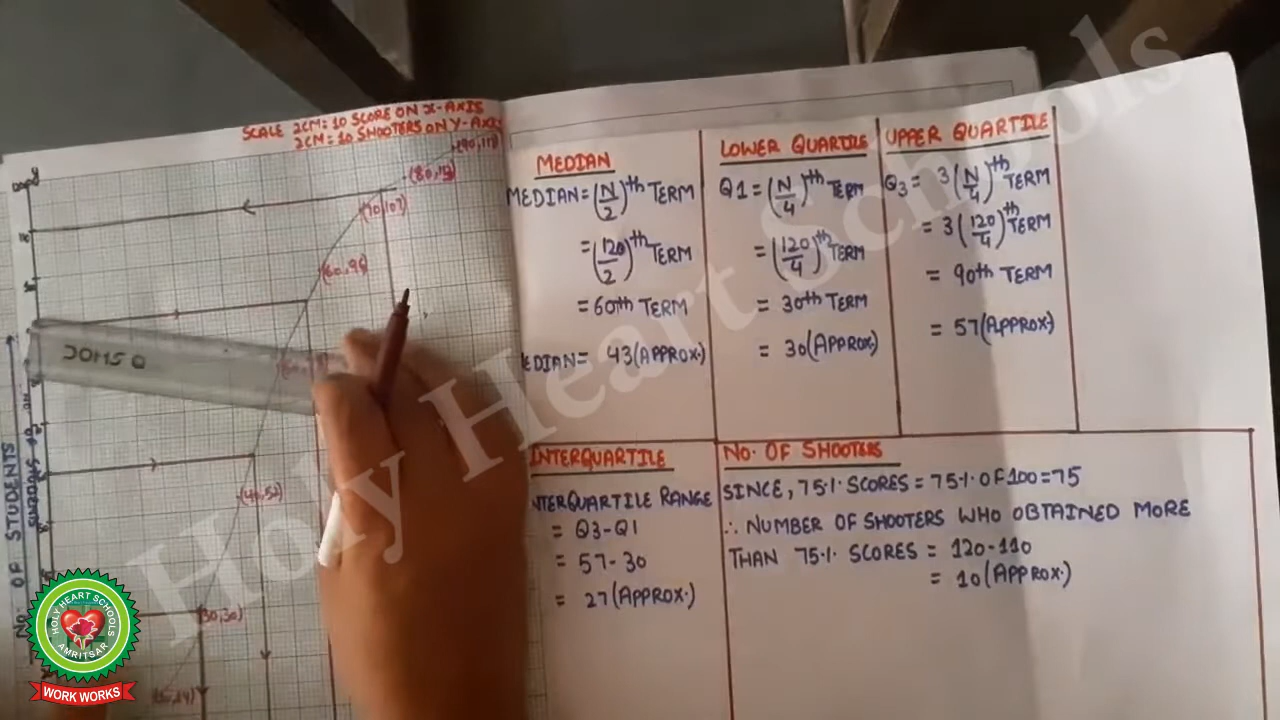 SCALE 2CM = 10 SCORE ON X-AXIS
2CM = 10 SHOOTERS ON Y-AXIS
(80,115)
(70,107)
(40,52)
(30,30)
DOMS
NO. OF STUDENTS
MEDIAN
MEDIAN = (N/2)th TERM
= (120/2)th TERM
= 60th TERM
EDIAN = 43(APPROX.)
LOWER QUARTILE
Q1 = (N/4)th TERM
= (120/4)th TERM
= 30th TERM
= 30(APPROX.)
UPPER QUARTILE
Q3 = 3(N/4)th TERM
= 3(120/4)th TERM
= 90th TERM
= 57(APPROX.)
INTERQUARTILE
NTERQUARTILE RANGE
= Q3-Q1
= 57-30
= 27(APPROX.)
NO. OF SHOOTERS
SINCE, 75·/. SCORES = 75·/. OF 100 = 75
∴ NUMBER OF SHOOTERS WHO OBTAINED MORE
THAN 75·/. SCORES = 120-110
= 10(APPROX.)
Holy Heart Schools
HOLY HEART SCHOOLS
AMRITSAR
WORK WORKS